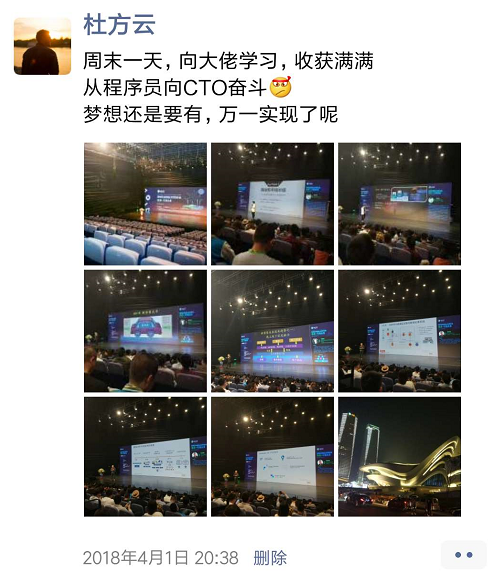 杜方云
周末一天，向大佬学习，收获满满
从程序员向CTO奋斗
梦想还是要有，万一实现了呢
2018年4月1日 20:38 删除